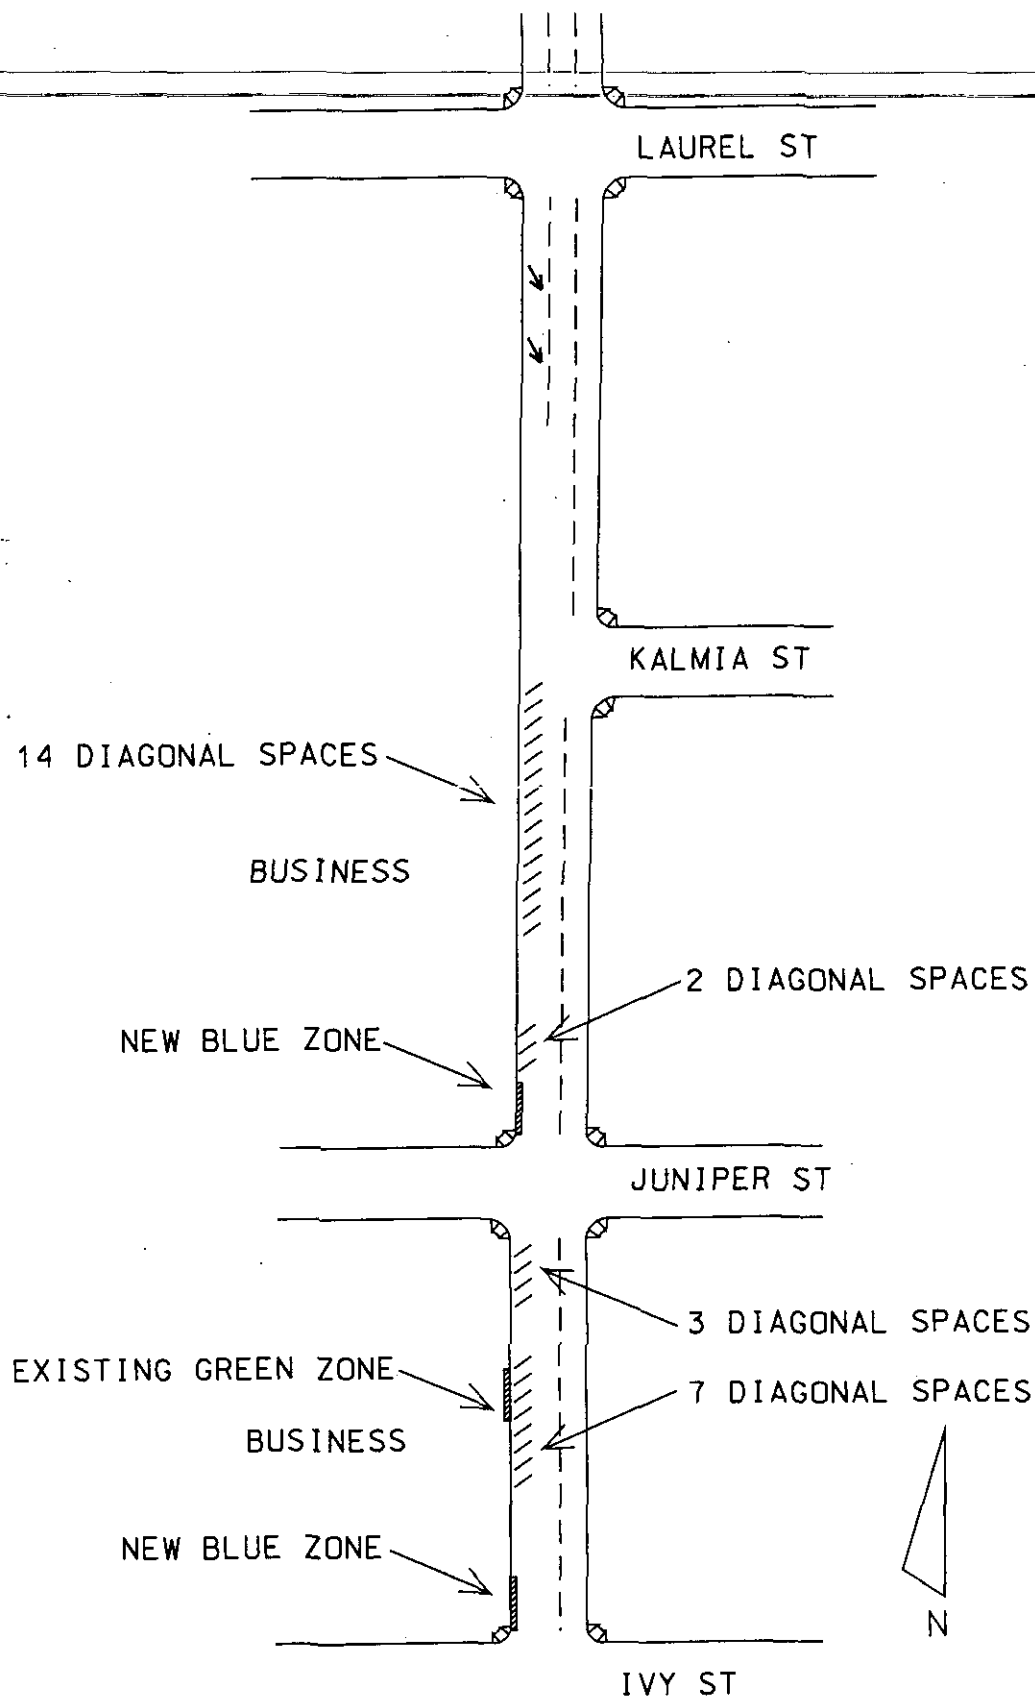 LAUREL ST
KALMIA ST
14 DIAGONAL SPACES
BUSINESS
2 DIAGONAL SPACES
NEW BLUE ZONE
JUNIPER ST
3 DIAGONAL SPACES
EXISTING GREEN ZONE
7 DIAGONAL SPACES
BUSINESS
NEW BLUE ZONE
N
IVY ST